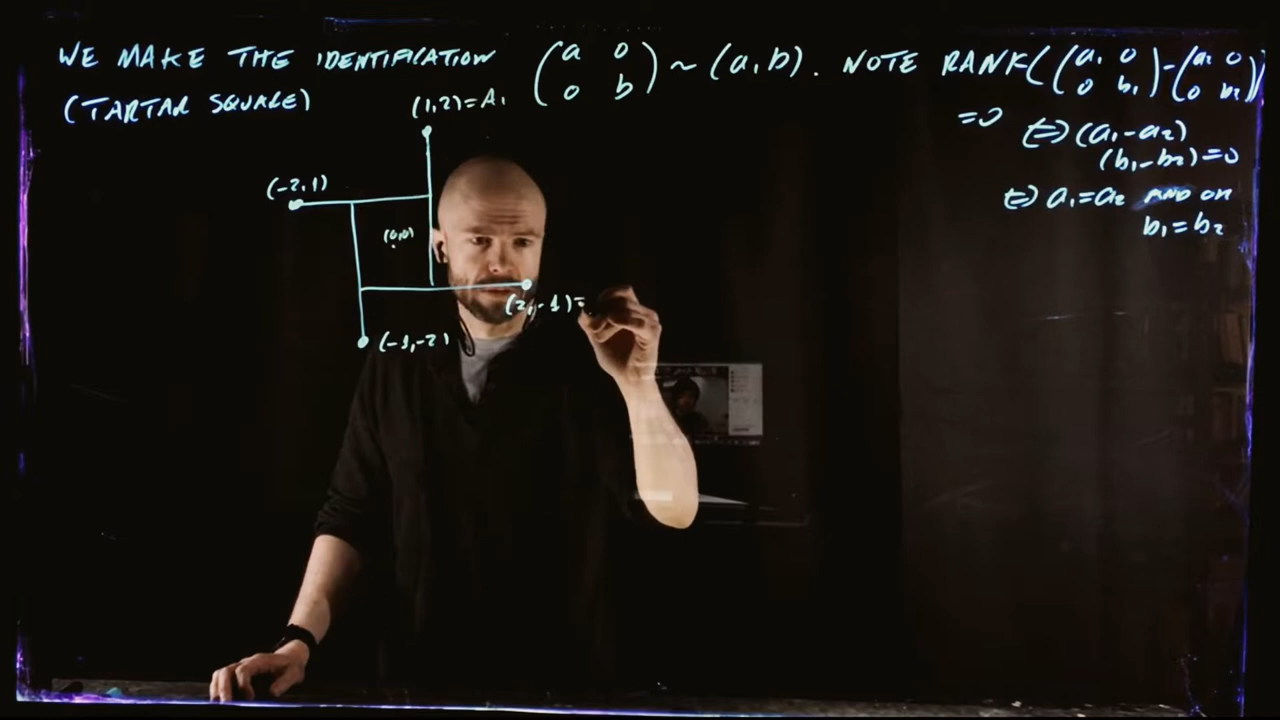 WE MAKE THE IDENTIFICATION (a 0 0 b) ~ (a,b). NOTE RANK((a₁ 0 0 b₁)-(a₂ 0 0 b₂))
(TARTAR SQUARE)
=0 ⇔ (a₁-a₂)
(b₁-b₂)=0
⇔ a₁=a₂ AND OR
b₁=b₂
(1,2)=A₁
(-2,1)
(0,0)
(2,-1)=
(-1,-2)